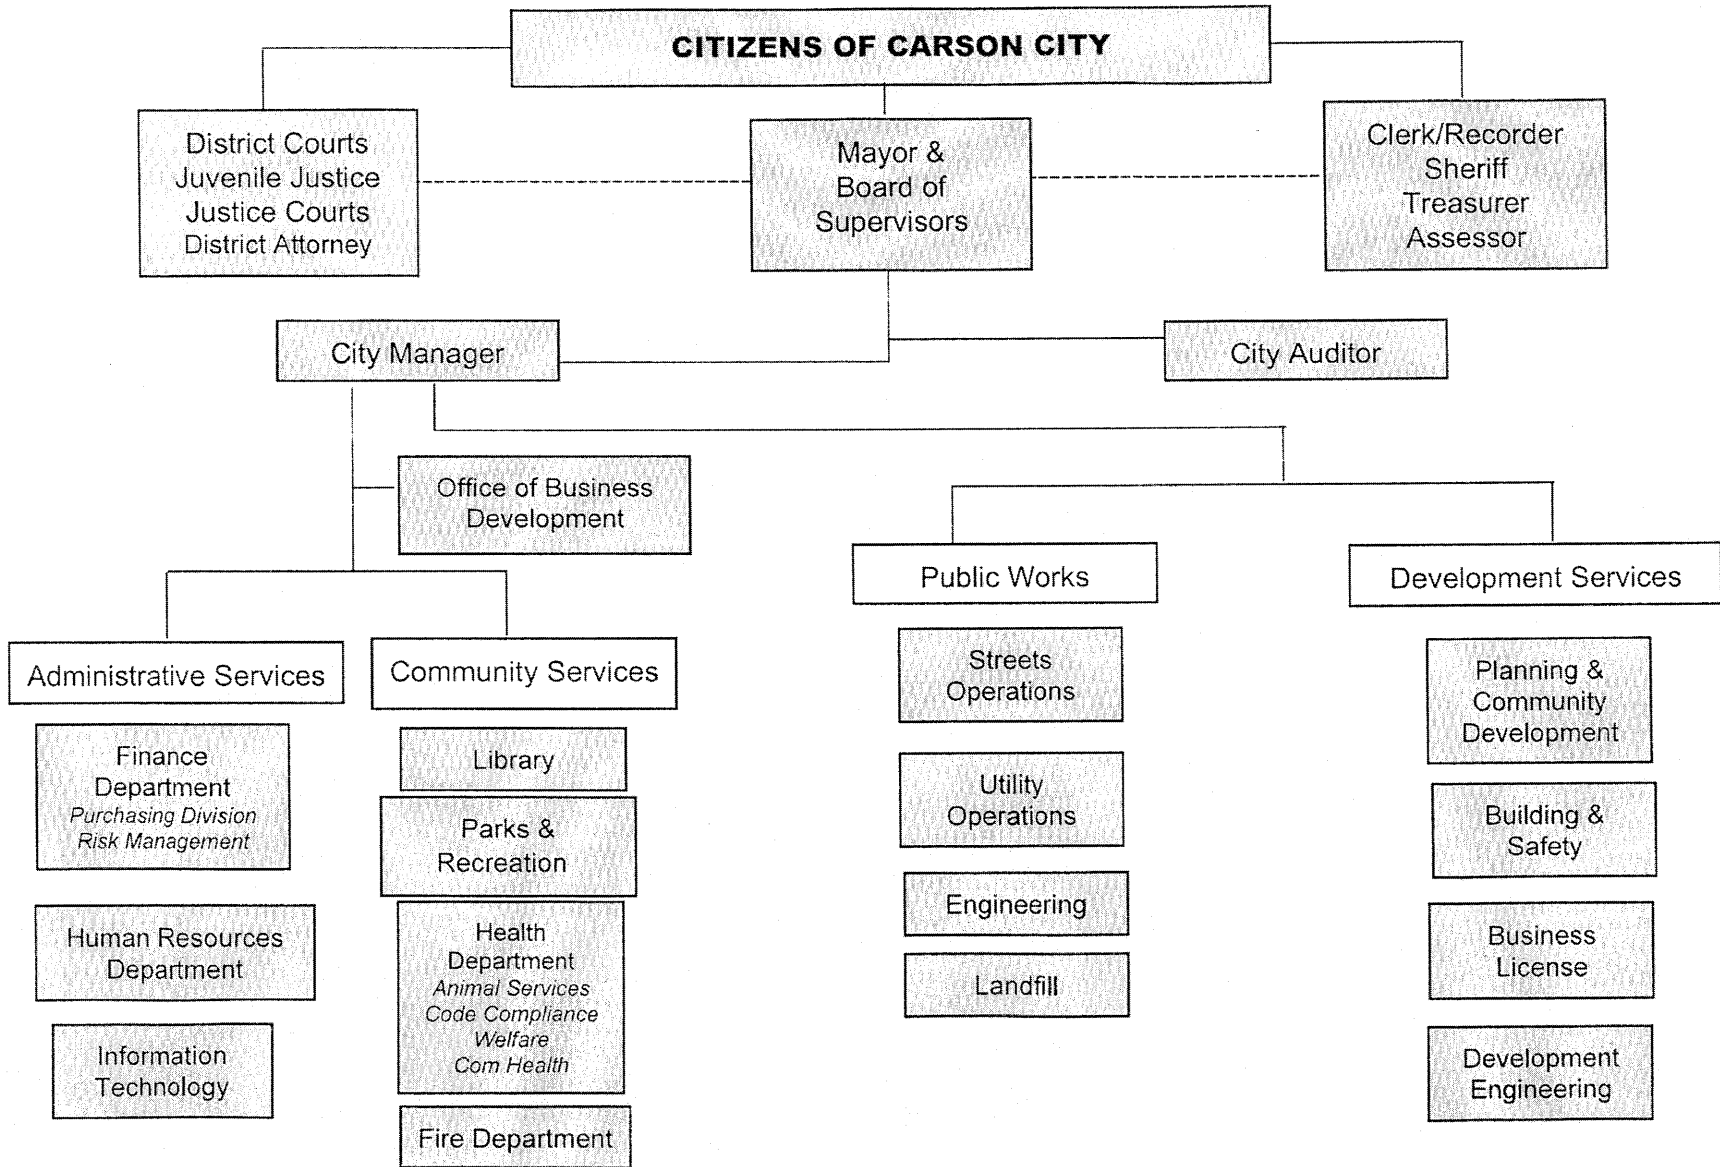 CITIZENS OF CARSON CITY
District Courts
Juvenile Justice
Justice Courts
District Attorney
Mayor &
Board of
Supervisors
Clerk/Recorder
Sheriff
Treasurer
Assessor
City Manager
City Auditor
Office of Business
Development
Public Works
Development Services
Administrative Services
Community Services
Finance
Department
Purchasing Division
Risk Management
Human Resources
Department
Information
Technology
Library
Parks &
Recreation
Health
Department
Animal Services
Code Compliance
Welfare
Com Health
Fire Department
Streets
Operations
Utility
Operations
Engineering
Landfill
Planning &
Community
Development
Building &
Safety
Business
License
Development
Engineering